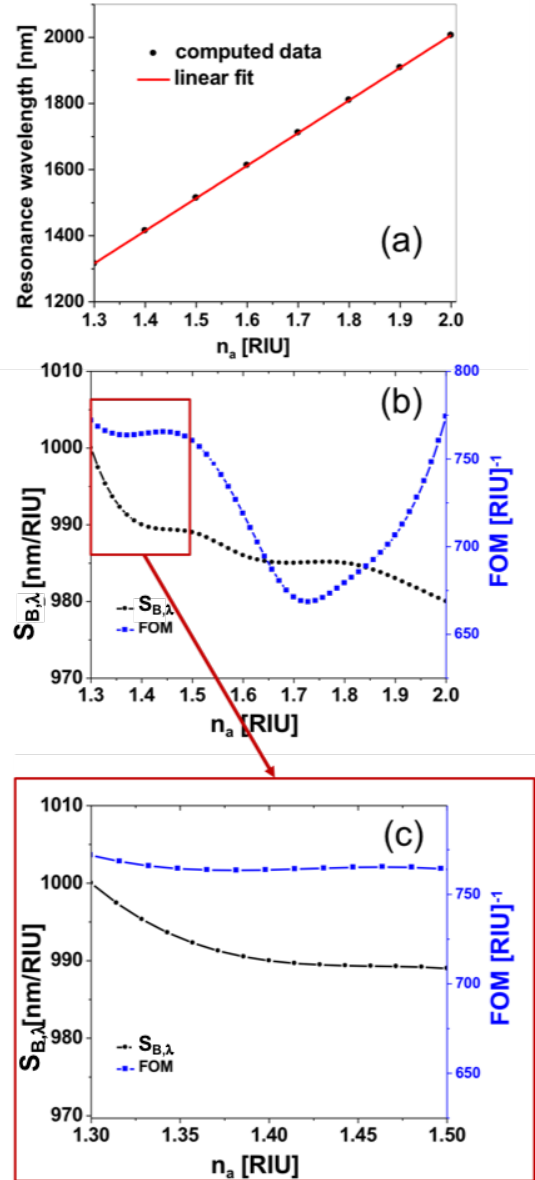 2000
1800
1600
1400
1200
Resonance wavelength [nm]
computed data
linear fit
(a)
1.3 1.4 1.5 1.6 1.7 1.8 1.9 2.0
nₐ [RIU]
1010
1000
990
980
970
S_B,λ [nm/RIU]
(b)
800
750
700
650
FOM [RIU]⁻¹
S_B,λ
FOM
1.3 1.4 1.5 1.6 1.7 1.8 1.9 2.0
nₐ [RIU]
1010
1000
990
980
970
S_B,λ[nm/RIU]
(c)
750
700
650
FOM [RIU]⁻¹
S_B,λ
FOM
1.30 1.35 1.40 1.45 1.50
nₐ [RIU]